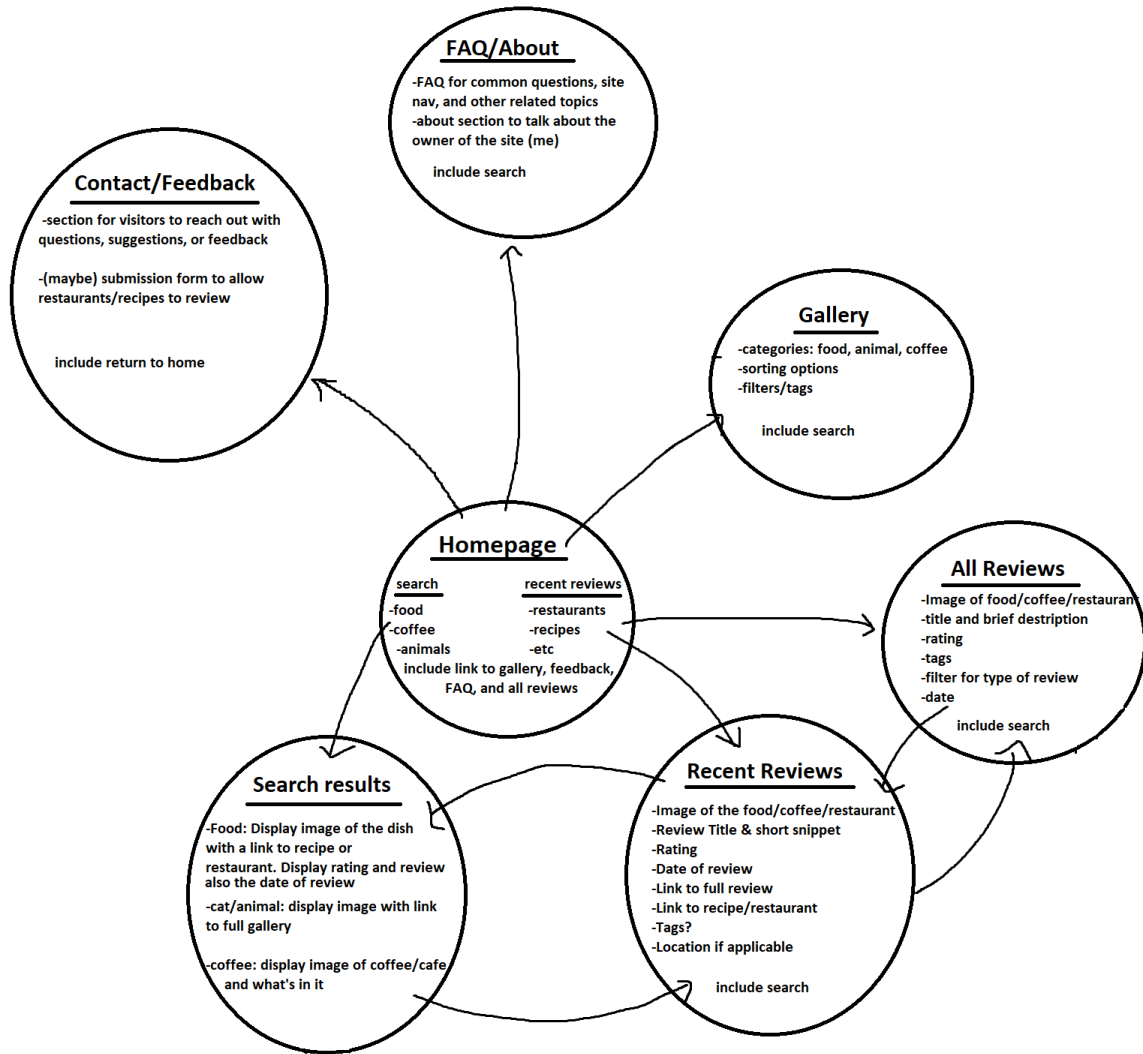 FAQ/About
-FAQ for common questions, site
nav, and other related topics
-about section to talk about the
owner of the site (me)
include search
Contact/Feedback
-section for visitors to reach out with
questions, suggestions, or feedback
-(maybe) submission form to allow
restaurants/recipes to review
include return to home
Gallery
-categories: food, animal, coffee
-sorting options
-filters/tags
include search
Homepage
search
-food
-coffee
-animals
recent reviews
-restaurants
-recipes
-etc
include link to gallery, feedback,
FAQ, and all reviews
All Reviews
-Image of food/coffee/restaurant
-title and brief destription
-rating
-tags
-filter for type of review
-date
include search
Search results
-Food: Display image of the dish
with a link to recipe or
restaurant. Display rating and review
also the date of review
-cat/animal: display image with link
to full gallery
-coffee: display image of coffee/cafe
and what's in it
Recent Reviews
-Image of the food/coffee/restaurant
-Review Title & short snippet
-Rating
-Date of review
-Link to full review
-Link to recipe/restaurant
-Tags?
-Location if applicable
include search